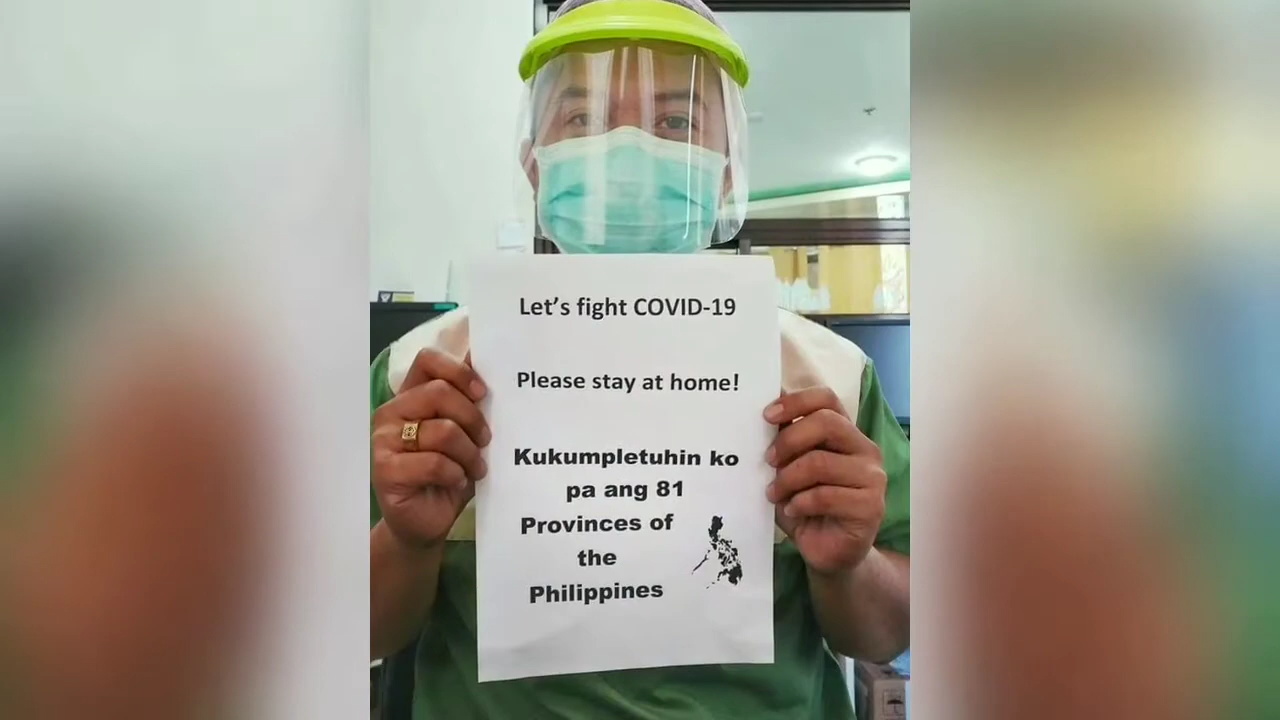 Let's fight COVID-19
Please stay at home!
Kukumpletuhin ko
pa ang 81
Provinces of
the
Philippines